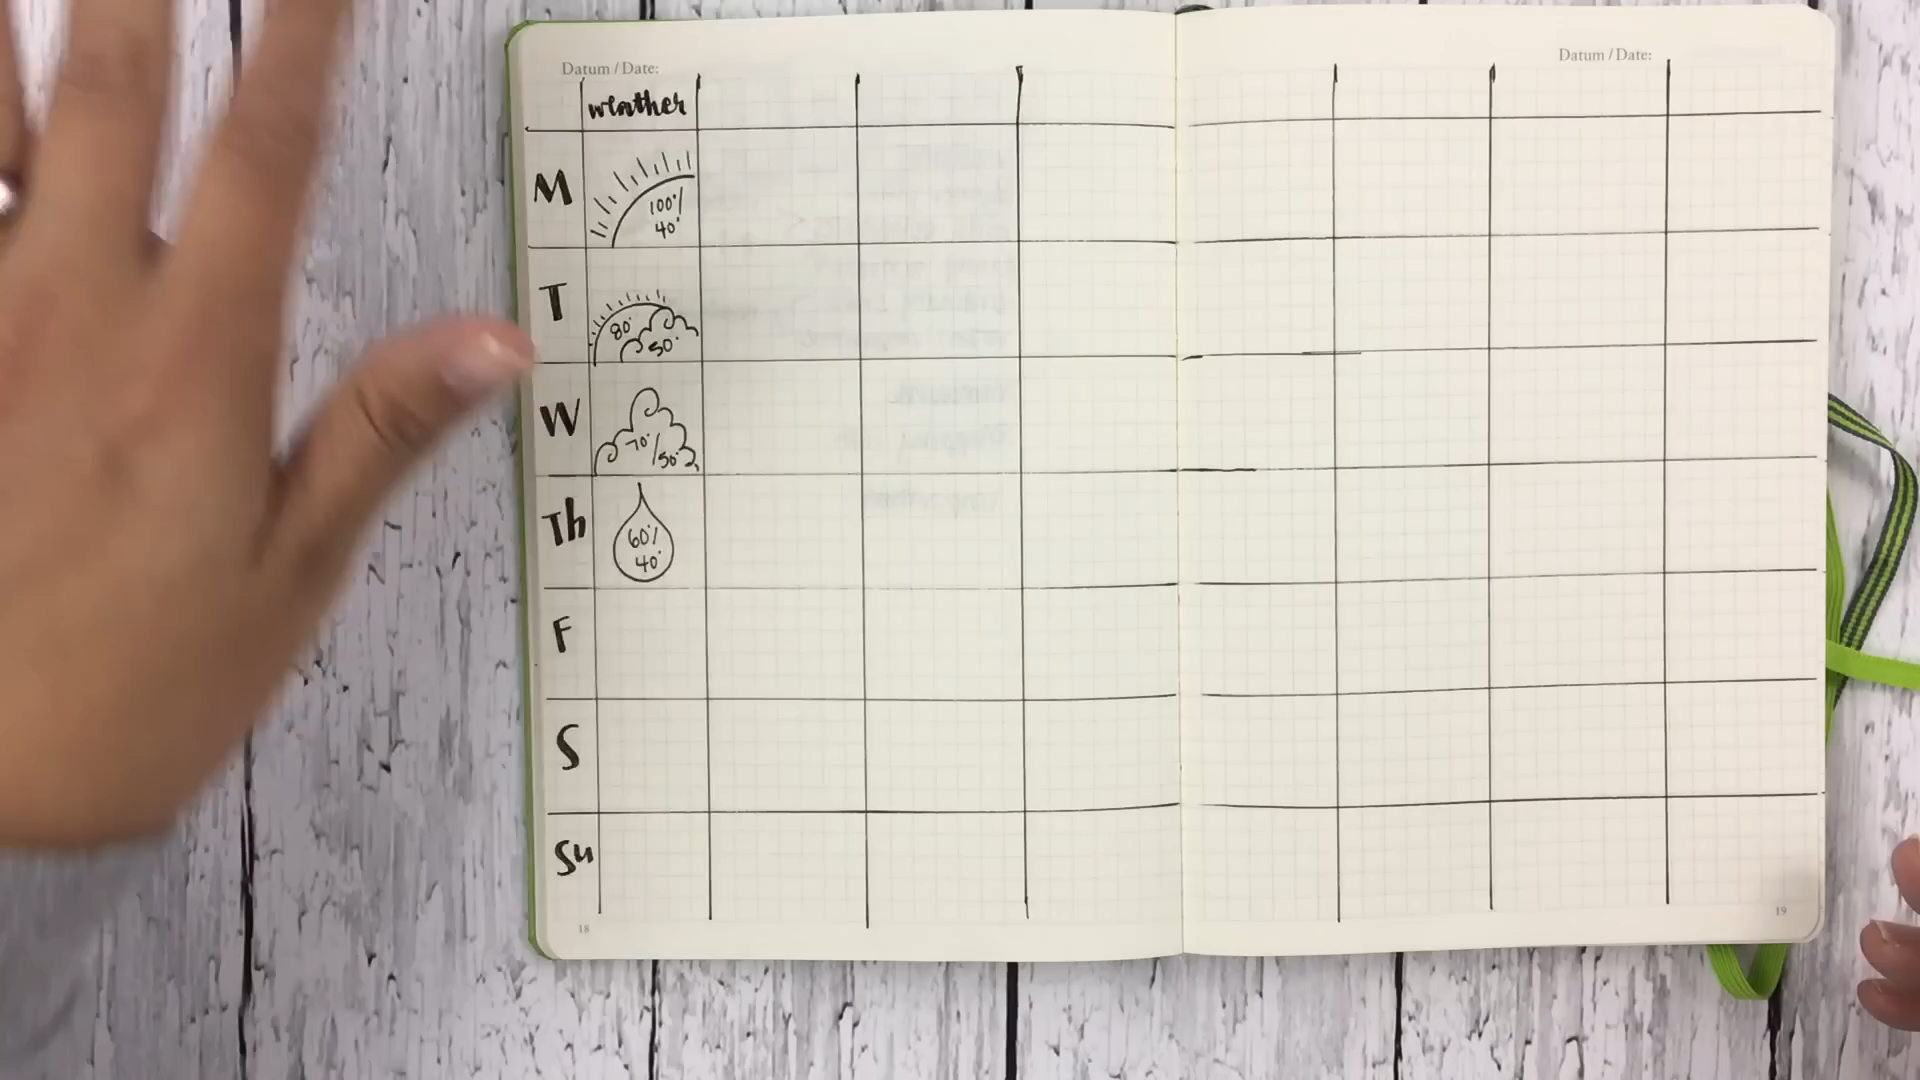 Datum / Date:
Datum / Date:
weather
M
100°/
40°
T
80°
50°
W
70°/50°
Th
60°/
40°
F
S
Su
18
19